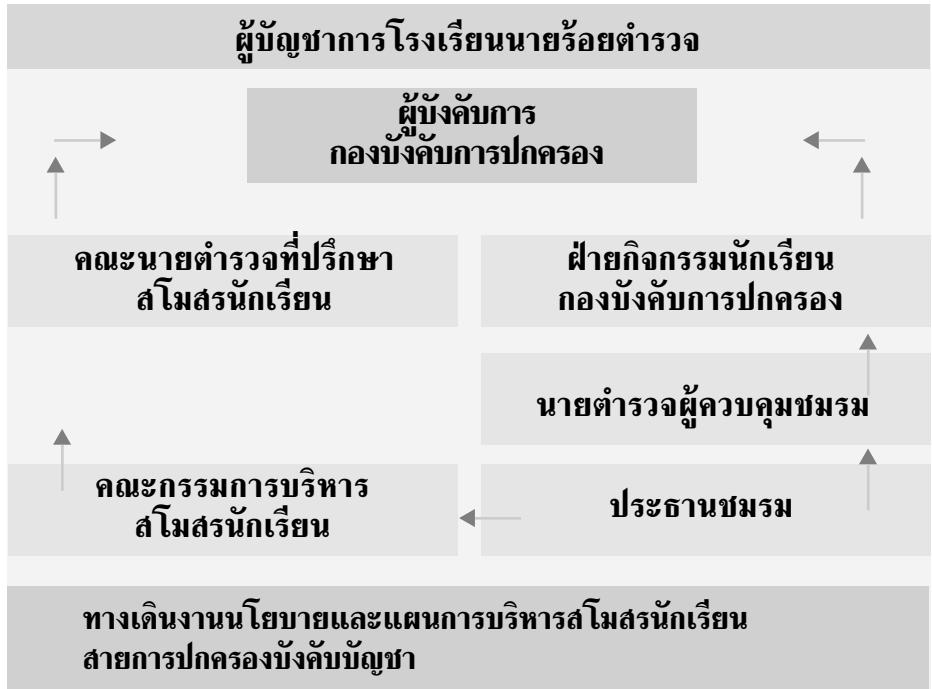 ผู้บัญชาการโรงเรียนนายร้อยตำรวจ
ผู้บังคับการ
กองบังคับการปกครอง
คณะนายตำรวจที่ปรึกษา
สโมสรนักเรียน
ฝ่ายกิจกรรมนักเรียน
กองบังคับการปกครอง
นายตำรวจผู้ควบคุมชมรม
คณะกรรมการบริหาร
สโมสรนักเรียน
ประธานชมรม
ทางเดินงานนโยบายและแผนการบริหารสโมสรนักเรียน
สายการปกครองบังคับบัญชา